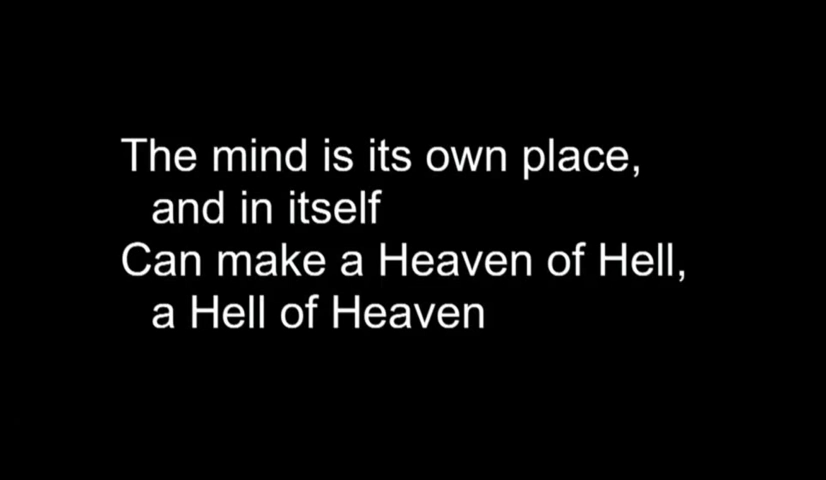 The mind is its own place,
and in itself
Can make a Heaven of Hell,
a Hell of Heaven